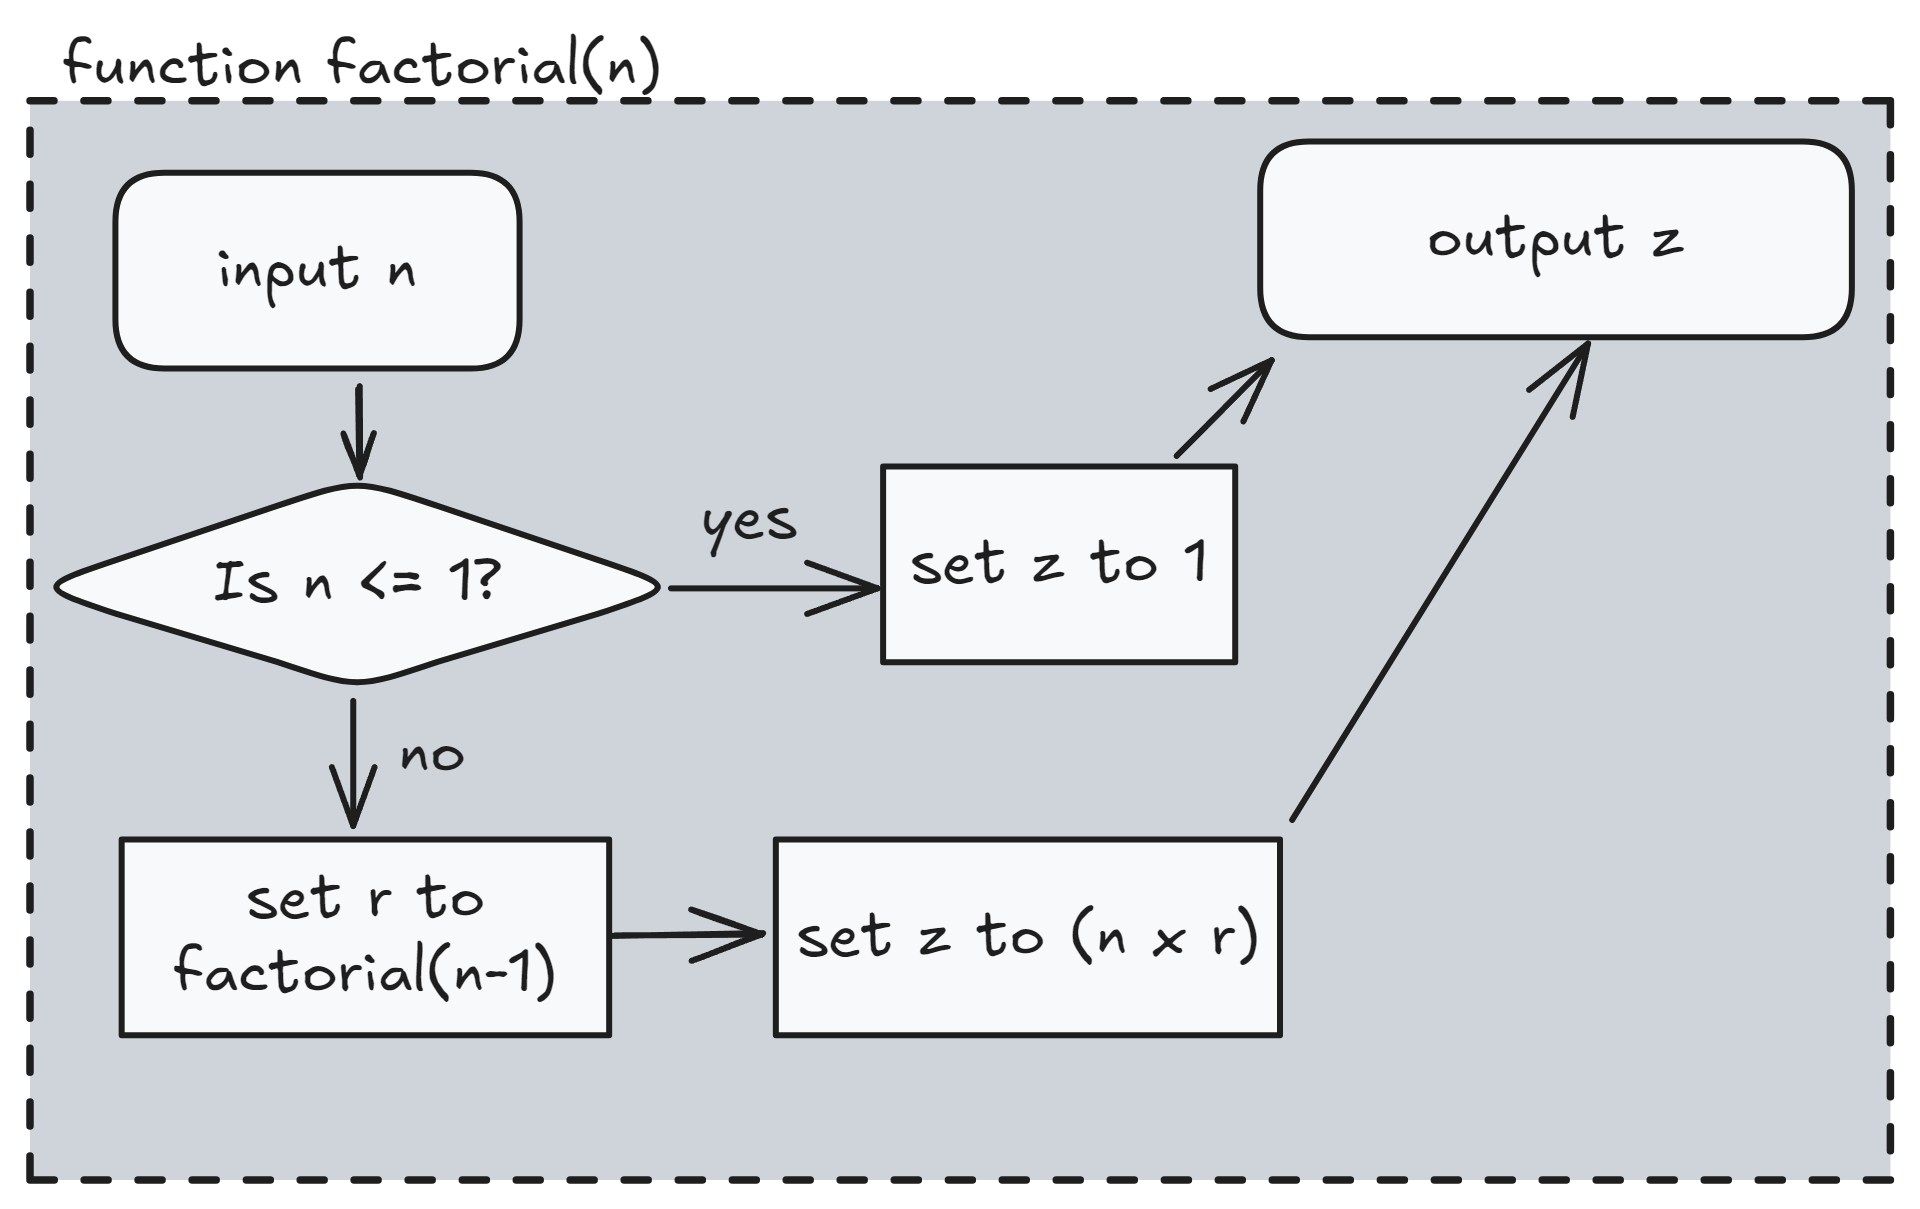 function factorial(n)
input n
output z
Is n <= 1?
yes
set z to 1
no
set r to
factorial(n-1)
set z to (n x r)